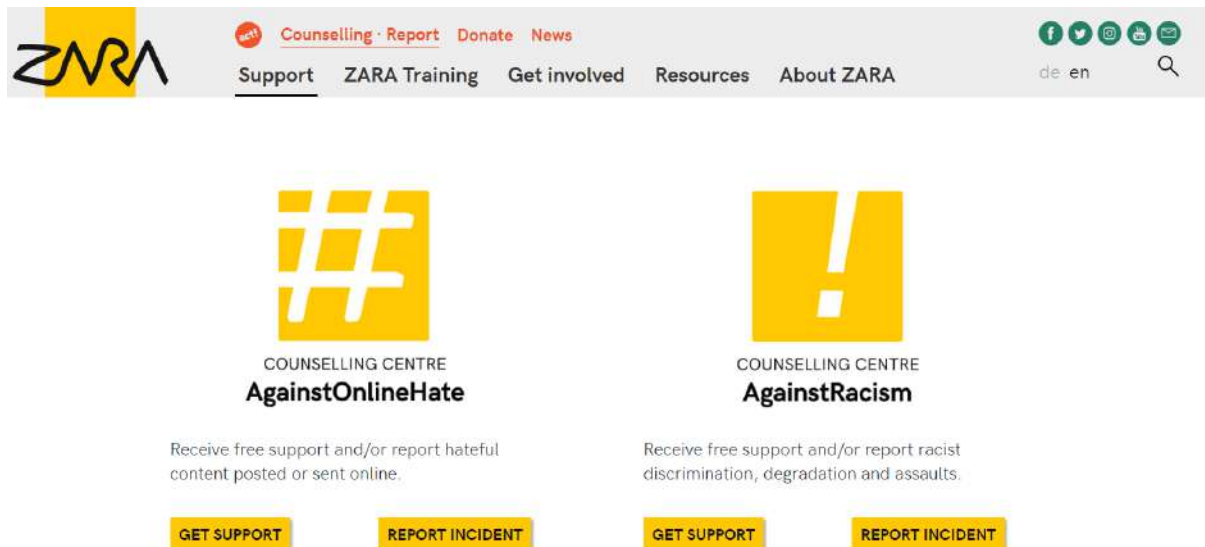 ZARA
act! Counselling · Report Donate News
Support ZARA Training Get involved Resources About ZARA
de en
#
COUNSELLING CENTRE
AgainstOnlineHate
Receive free support and/or report hateful
content posted or sent online.
GET SUPPORT REPORT INCIDENT
!
COUNSELLING CENTRE
AgainstRacism
Receive free support and/or report racist
discrimination, degradation and assaults.
GET SUPPORT REPORT INCIDENT